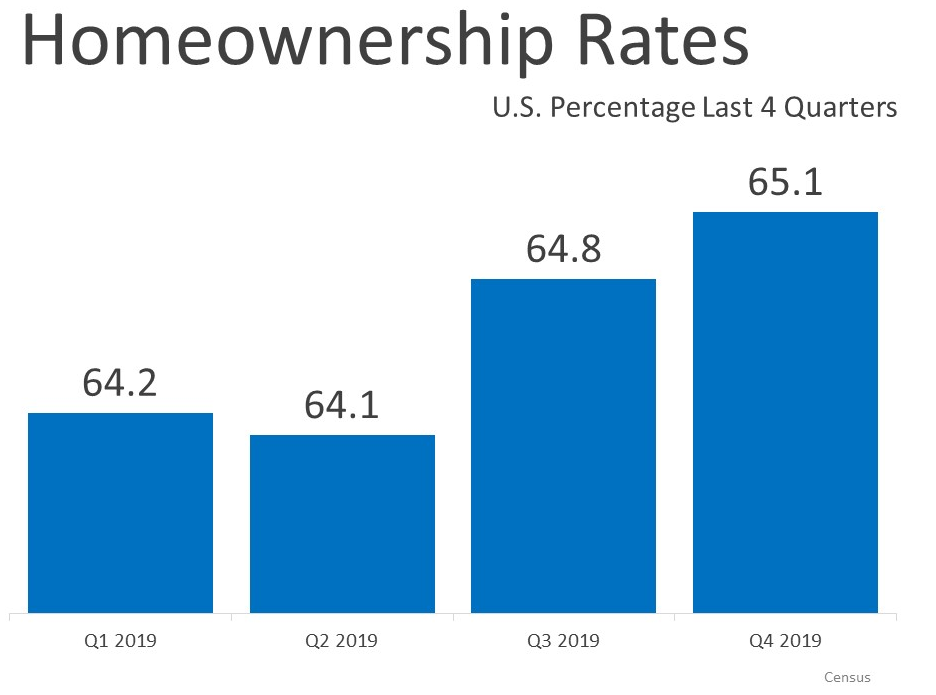 Homeownership Rates
U.S. Percentage Last 4 Quarters
65.1
64.8
64.2
64.1
Q1 2019 Q2 2019 Q3 2019 Q4 2019
Census